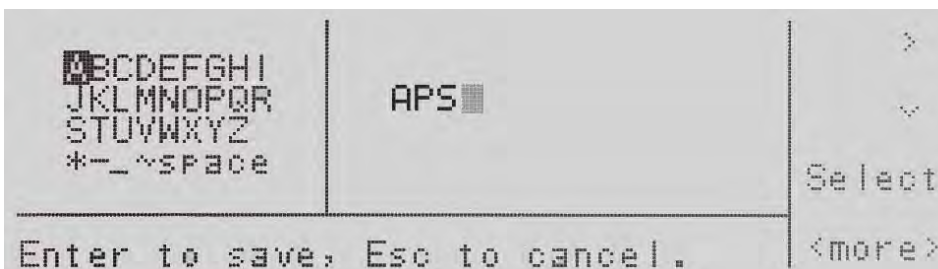 ABCDEFGHI
JKLMNOPQR
STUVWXYZ
*-_~space
APS
>
⌄
Select
<more>
Enter to save, Esc to cancel.